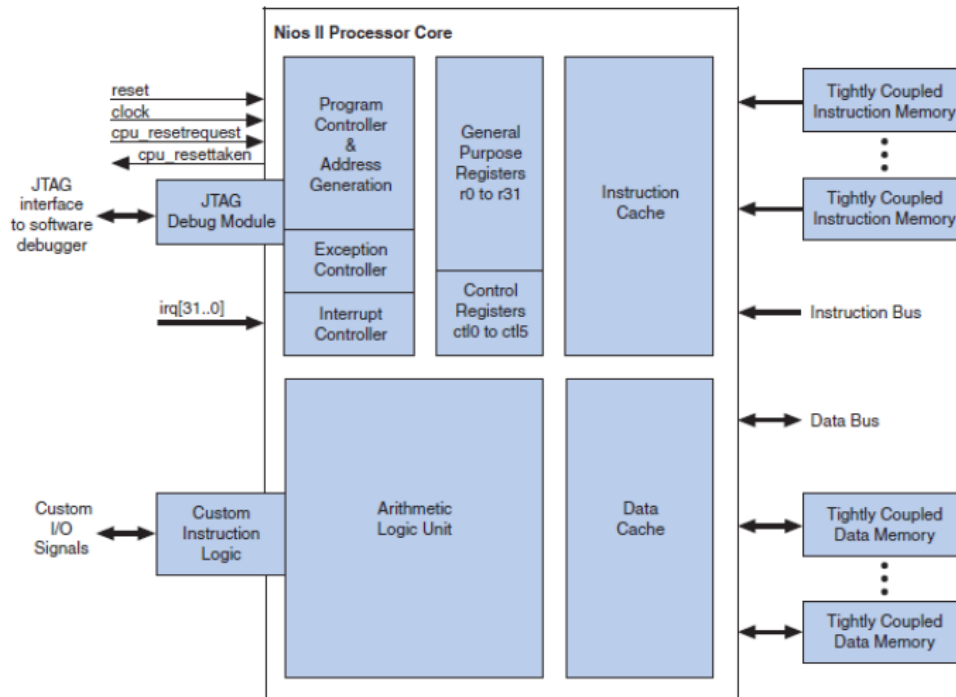 Nios II Processor Core
reset
clock
cpu_resetrequest
cpu_resettaken
JTAG
interface
to software
debugger
JTAG
Debug Module
irq[31..0]
Program
Controller
&
Address
Generation
Exception
Controller
Interrupt
Controller
General
Purpose
Registers
r0 to r31
Control
Registers
ctl0 to ctl5
Instruction
Cache
Tightly Coupled
Instruction Memory
Tightly Coupled
Instruction Memory
Instruction Bus
Data Bus
Custom
I/O
Signals
Custom
Instruction
Logic
Arithmetic
Logic Unit
Data
Cache
Tightly Coupled
Data Memory
Tightly Coupled
Data Memory